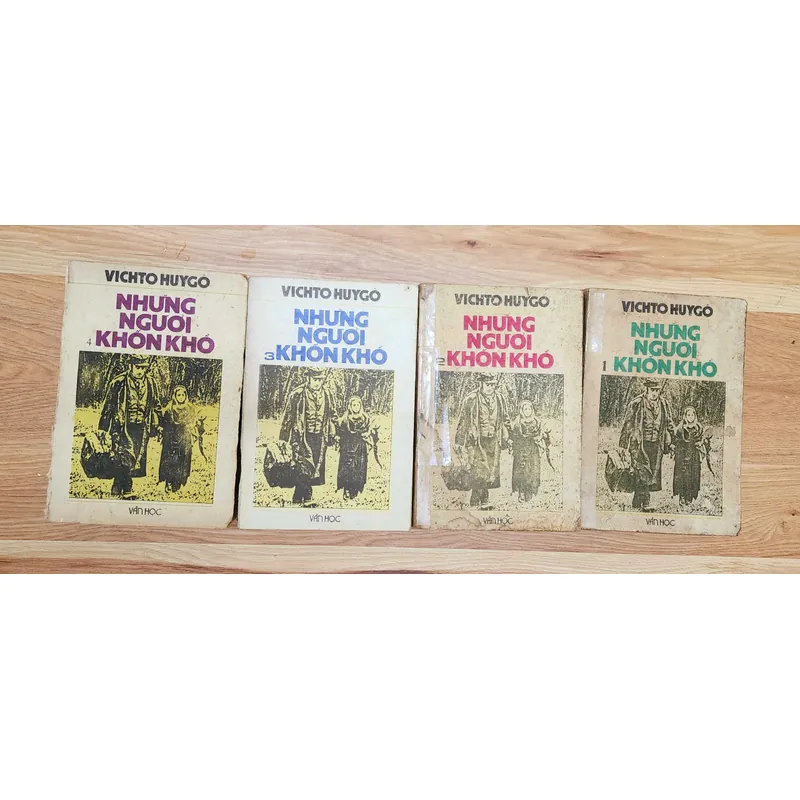 VICHTO HUYGÔ
NHỮNG
NGƯỜI
4 KHỐN KHỔ
VĂN HỌC
VICHTO HUYGÔ
NHỮNG
NGƯỜI
3 KHỐN KHỔ
VĂN HỌC
VICHTO HUYGÔ
NHỮNG
NGƯỜI
2 KHỐN KHỔ
VĂN HỌC
VICHTO HUYGÔ
NHỮNG
NGƯỜI
1 KHỐN KHỔ
VĂN HỌC